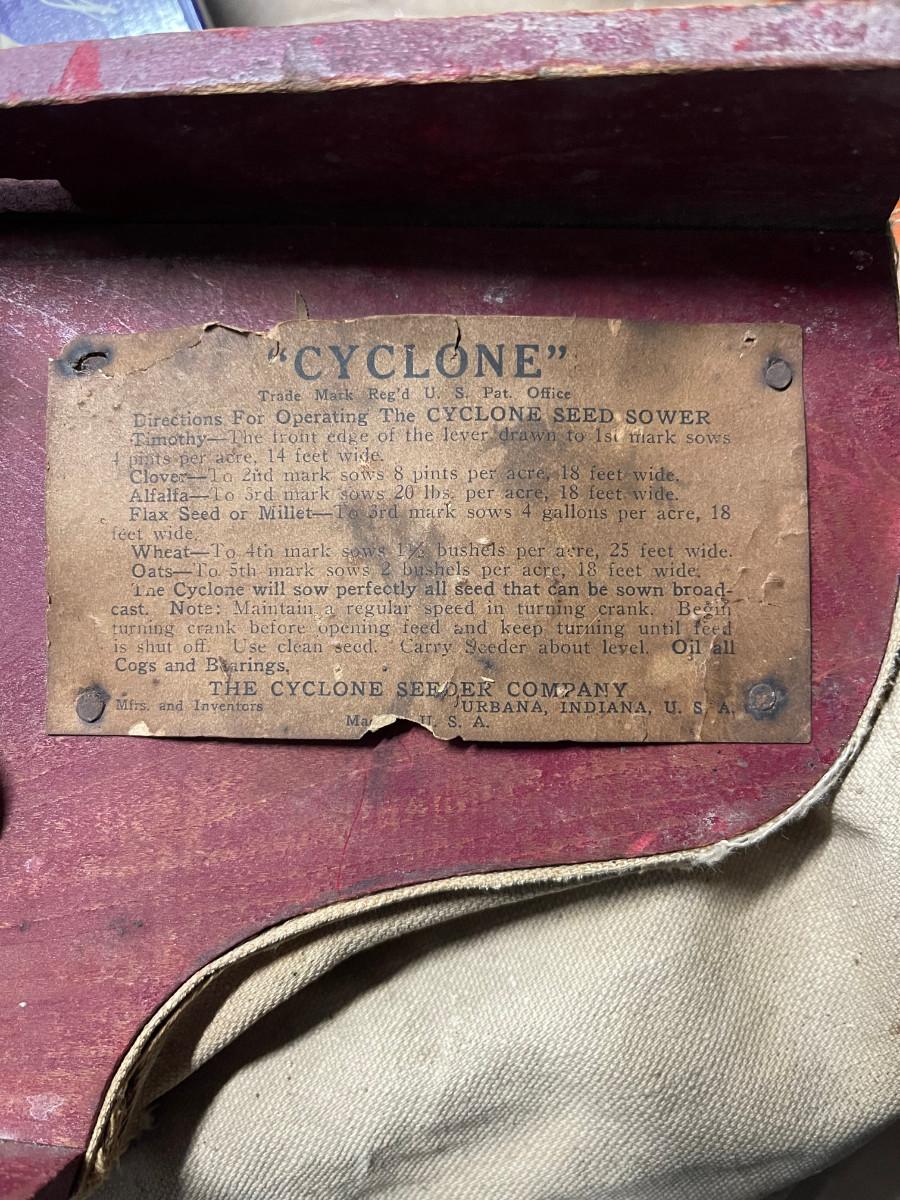 "CYCLONE"
Trade Mark Reg'd U. S. Pat. Office
Directions For Operating The CYCLONE SEED SOWER
Timothy—The front edge of the lever drawn to 1st mark sows
4 pints per acre, 14 feet wide.
Clover—To 2nd mark sows 8 pints per acre, 18 feet wide.
Alfalfa—To 3rd mark sows 20 lbs. per acre, 18 feet wide.
Flax Seed or Millet—To 3rd mark sows 4 gallons per acre, 18
feet wide.
Wheat—To 4th mark sows 1½ bushels per acre, 25 feet wide.
Oats—To 5th mark sows 2 bushels per acre, 18 feet wide.
The Cyclone will sow perfectly all seed that can be sown broad-
cast. Note: Maintain a regular speed in turning crank. Begin
turning crank before opening feed and keep turning until feed
is shut off. Use clean seed. Carry Seeder about level. Oil all
Cogs and Bearings.
THE CYCLONE SEEDER COMPANY
Mfrs. and Inventors URBANA, INDIANA, U. S. A.
U. S. A.